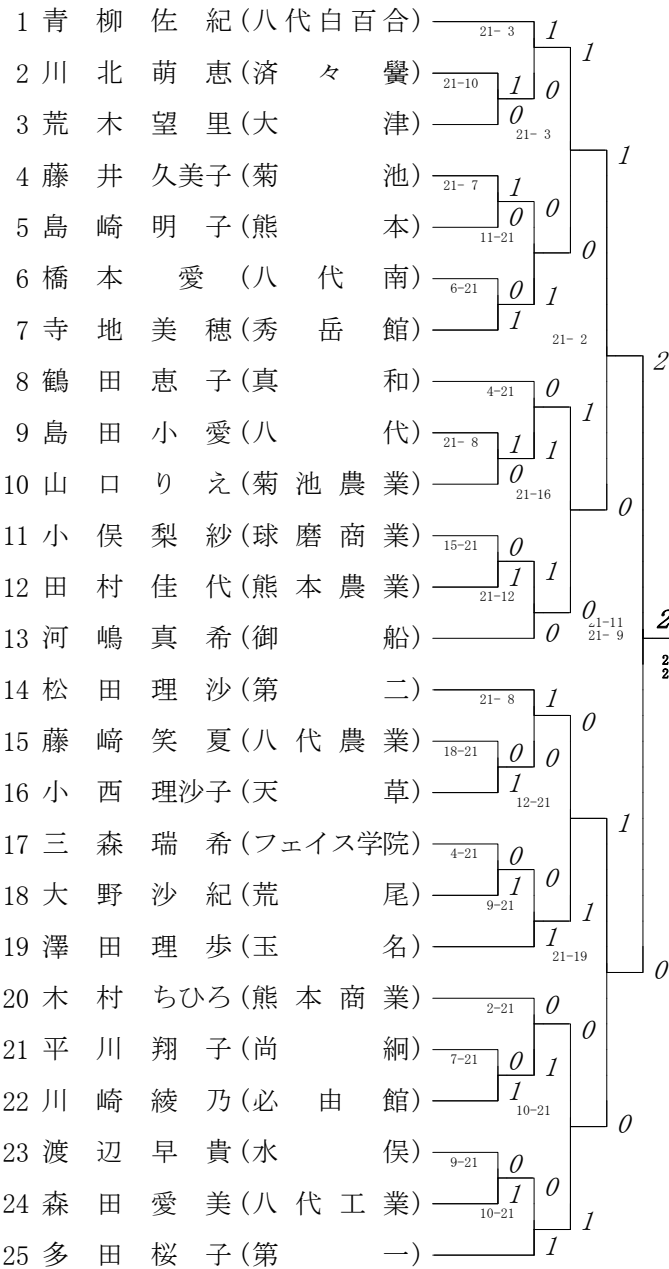 1 青柳佐紀(八代白百合) 21- 3 1 1
2 川北萌恵(済々黌) 21-10 1 0
3 荒木望里(大津) 0 21- 3 1
4 藤井久美子(菊池) 21- 7 1 0
5 島崎明子(熊本) 0 11-21 0
6 橋本愛(八代南) 6-21 0 1
7 寺地美穂(秀岳館) 1 21- 2 2
8 鶴田恵子(真和) 4-21 0 1
9 島田小愛(八代) 21- 8 1 1
10 山口りえ(菊池農業) 0 21-16 0
11 小俣梨紗(球磨商業) 15-21 0
12 田村佳代(熊本農業) 1 21-12 1
13 河嶋真希(御船) 0 0 21-11 21- 9 2
14 松田理沙(第二) 21- 8 1 0
15 藤﨑笑夏(八代農業) 18-21 0 0
16 小西理沙子(天草) 1 12-21 1
17 三森瑞希(フェイス学院) 4-21 0
18 大野沙紀(荒尾) 1 9-21 0 1
19 澤田理歩(玉名) 1 21-19 0
20 木村ちひろ(熊本商業) 2-21 0 0
21 平川翔子(尚絅) 7-21 0 1
22 川崎綾乃(必由館) 1 10-21 0
23 渡辺早貴(水俣) 9-21 0
24 森田愛美(八代工業) 1 10-21 0 1
25 多田桜子(第一) 1